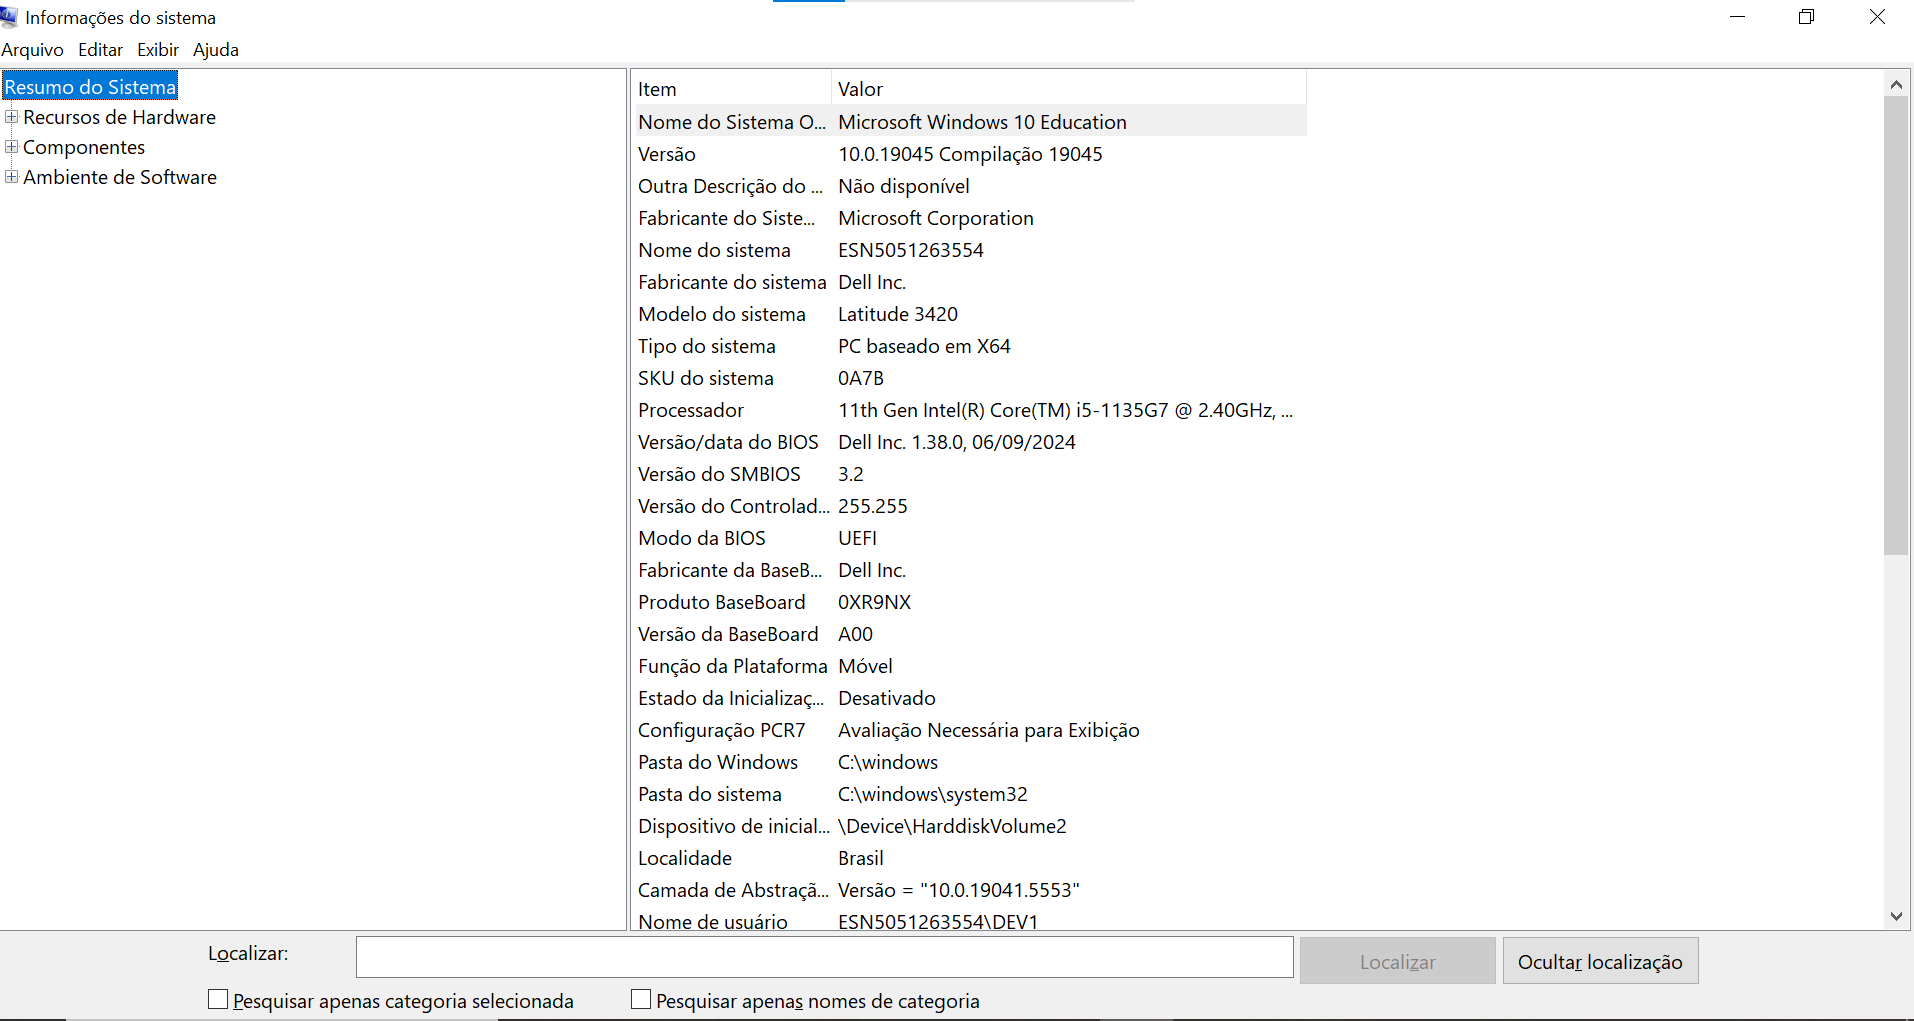 Informações do sistema
Arquivo Editar Exibir Ajuda
Resumo do Sistema
Recursos de Hardware
Componentes
Ambiente de Software
Item Valor
Nome do Sistema O... Microsoft Windows 10 Education
Versão 10.0.19045 Compilação 19045
Outra Descrição do ... Não disponível
Fabricante do Siste... Microsoft Corporation
Nome do sistema ESN5051263554
Fabricante do sistema Dell Inc.
Modelo do sistema Latitude 3420
Tipo do sistema PC baseado em X64
SKU do sistema 0A7B
Processador 11th Gen Intel(R) Core(TM) i5-1135G7 @ 2.40GHz, ...
Versão/data do BIOS Dell Inc. 1.38.0, 06/09/2024
Versão do SMBIOS 3.2
Versão do Controlad... 255.255
Modo da BIOS UEFI
Fabricante da BaseB... Dell Inc.
Produto BaseBoard 0XR9NX
Versão da BaseBoard A00
Função da Plataforma Móvel
Estado da Inicializaç... Desativado
Configuração PCR7 Avaliação Necessária para Exibição
Pasta do Windows C:\windows
Pasta do sistema C:\windows\system32
Dispositivo de inicial... \Device\HarddiskVolume2
Localidade Brasil
Camada de Abstraçã... Versão = "10.0.19041.5553"
Nome de usuário ESN5051263554\DEV1
Localizar:
Localizar
Ocultar localização
Pesquisar apenas categoria selecionada
Pesquisar apenas nomes de categoria